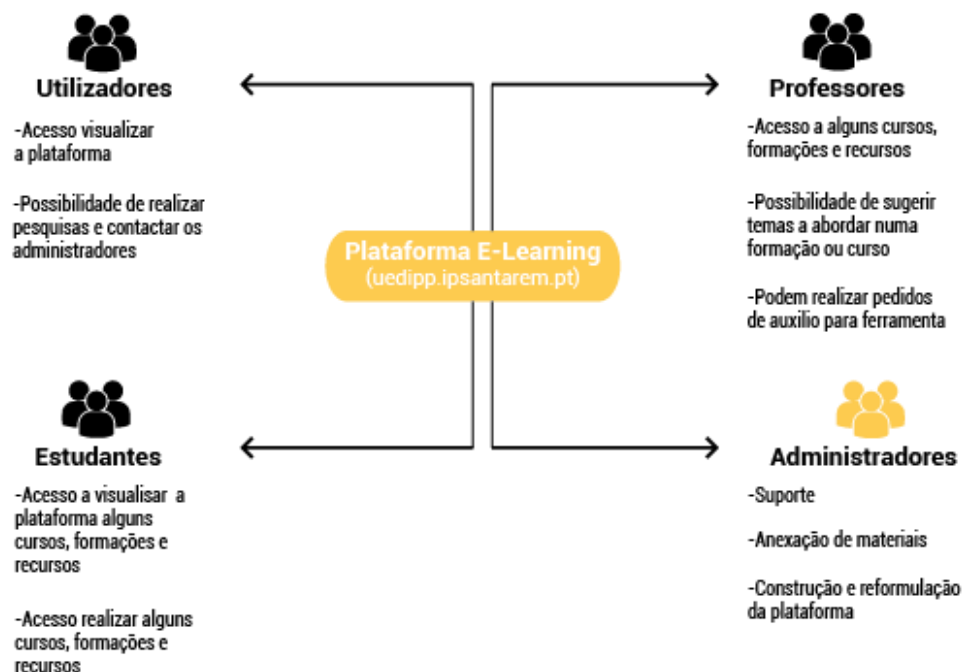 Utilizadores
-Acesso visualizar
a plataforma
-Possibilidade de realizar
pesquisas e contactar os
administradores
Professores
-Acesso a alguns cursos,
formações e recursos
-Possibilidade de sugerir
temas a abordar numa
formação ou curso
-Podem realizar pedidos
de auxilio para ferramenta
Plataforma E-Learning
(uedipp.ipsantarem.pt)
Estudantes
-Acesso a visualisar a
plataforma alguns
cursos, formações e
recursos
-Acesso realizar alguns
cursos, formações e
recursos
Administradores
-Suporte
-Anexação de materiais
-Construção e reformulação
da plataforma